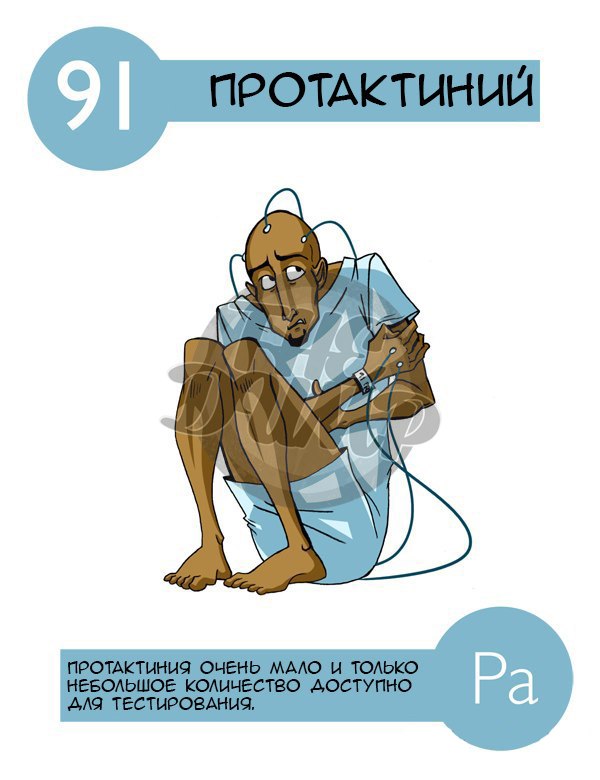 91
ПРОТАКТИНИЙ
ПРОТАКТИНИЯ ОЧЕНЬ МАЛО И ТОЛЬКО
НЕБОЛЬШОЕ КОЛИЧЕСТВО ДОСТУПНО
ДЛЯ ТЕСТИРОВАНИЯ.
Pa